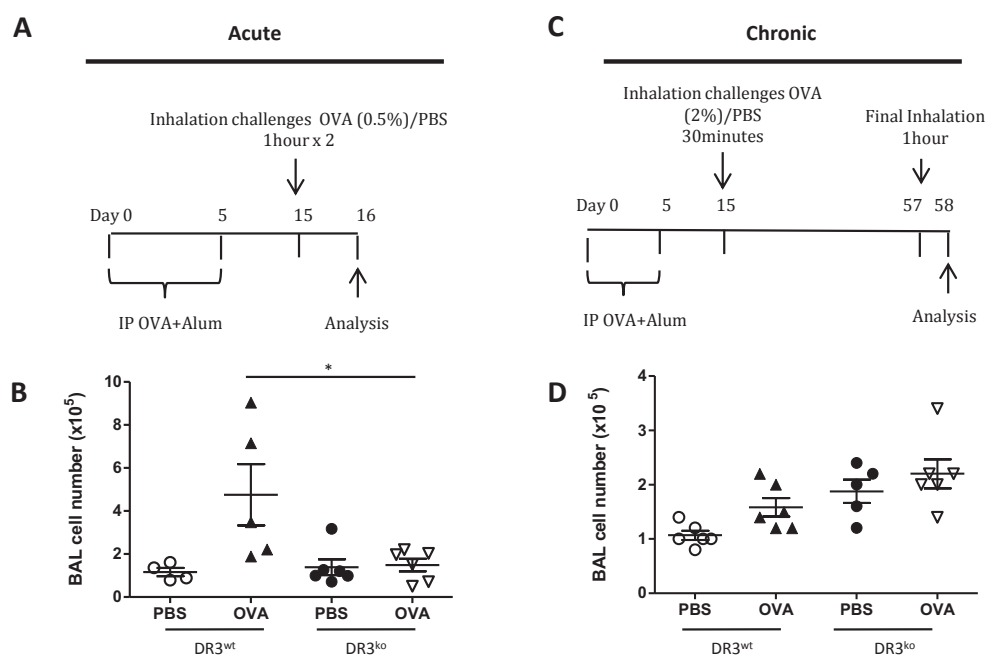 A
Acute
Inhalation challenges OVA (0.5%)/PBS
1hour x 2
Day 0 5 15 16
IP OVA+Alum Analysis
C
Chronic
Inhalation challenges OVA
(2%)/PBS
30minutes
Final Inhalation
1hour
Day 0 5 15 57 58
IP OVA+Alum Analysis
B
BAL cell number (x10⁵)
10
8
6
4
2
0
*
PBS OVA PBS OVA
DR3ʷᵗ DR3ᵏᵒ
D
BAL cell number (x10 ⁵)
4
3
2
1
0
PBS OVA PBS OVA
DR3ʷᵗ DR3ᵏᵒ